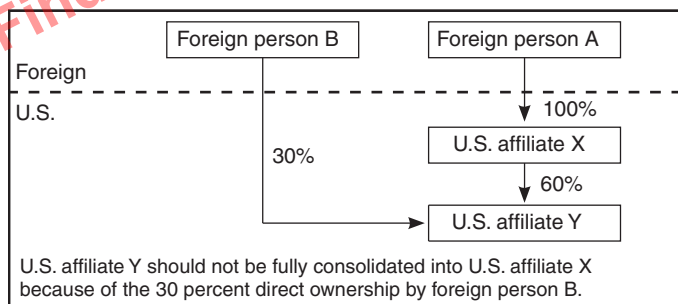 Foreign person B
Foreign person A
Foreign
U.S.
100%
U.S. affiliate X
30%
60%
U.S. affiliate Y
U.S. affiliate Y should not be fully consolidated into U.S. affiliate X
because of the 30 percent direct ownership by foreign person B.